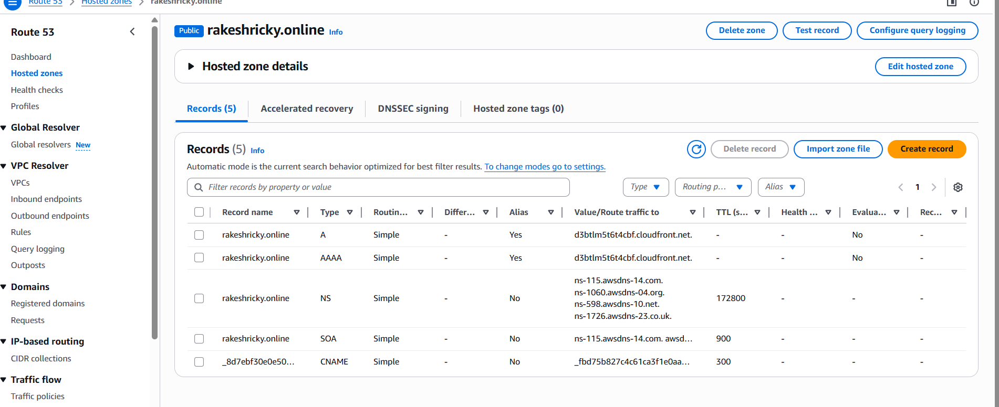 Route 53
Hosted zones
rakeshricky.online
Route 53
Dashboard
Hosted zones
Health checks
Profiles
Global Resolver
Global resolvers New
VPC Resolver
VPCs
Inbound endpoints
Outbound endpoints
Rules
Query logging
Outposts
Domains
Registered domains
Requests
IP-based routing
CIDR collections
Traffic flow
Traffic policies
Public rakeshricky.online Info
Delete zone Test record Configure query logging
Hosted zone details
Edit hosted zone
Records (5) Accelerated recovery DNSSEC signing Hosted zone tags (0)
Records (5) Info
Delete record Import zone file Create record
Automatic mode is the current search behavior optimized for best filter results. To change modes go to settings.
Filter records by property or value
Type Routing p... Alias
1
Record name Type Routin... Differ... Alias Value/Route traffic to TTL (s... Health ... Evalua... Rec...
rakeshricky.online A Simple - Yes d3btlm5t6t4cbf.cloudfront.net. - - No -
rakeshricky.online AAAA Simple - Yes d3btlm5t6t4cbf.cloudfront.net. - - No -
ns-115.awsdns-14.com.
ns-1060.awsdns-04.org.
rakeshricky.online NS Simple - No 172800 - - -
ns-598.awsdns-10.net.
ns-1726.awsdns-23.co.uk.
rakeshricky.online SOA Simple - No ns-115.awsdns-14.com. awsd... 900 - - -
_8d7ebf30e0e50... CNAME Simple - No _fbd75b827c4c61ca3f1e0aa... 300 - - -